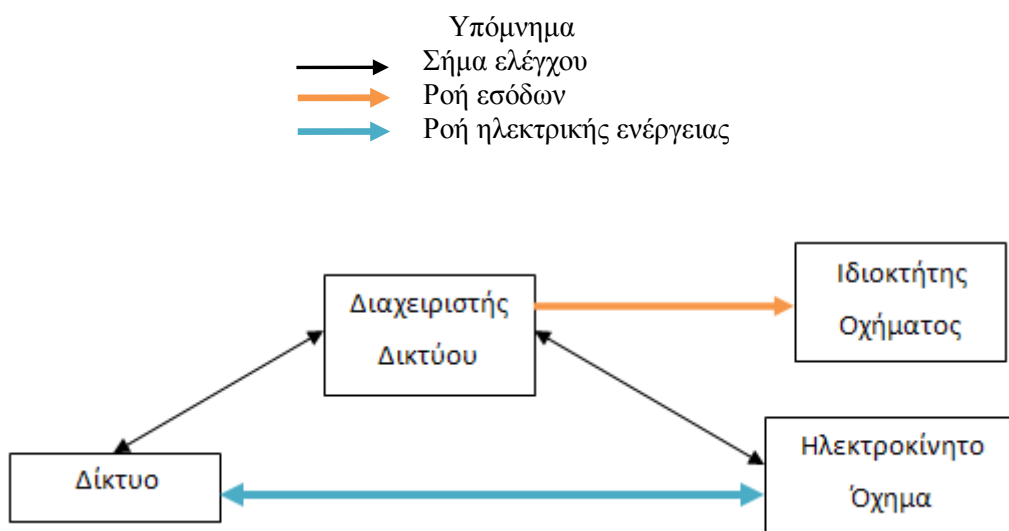 Υπόμνημα
Σήμα ελέγχου
Ροή εσόδων
Ροή ηλεκτρικής ενέργειας
Διαχειριστής
Δικτύου
Ιδιοκτήτης
Οχήματος
Δίκτυο
Ηλεκτροκίνητο
Όχημα